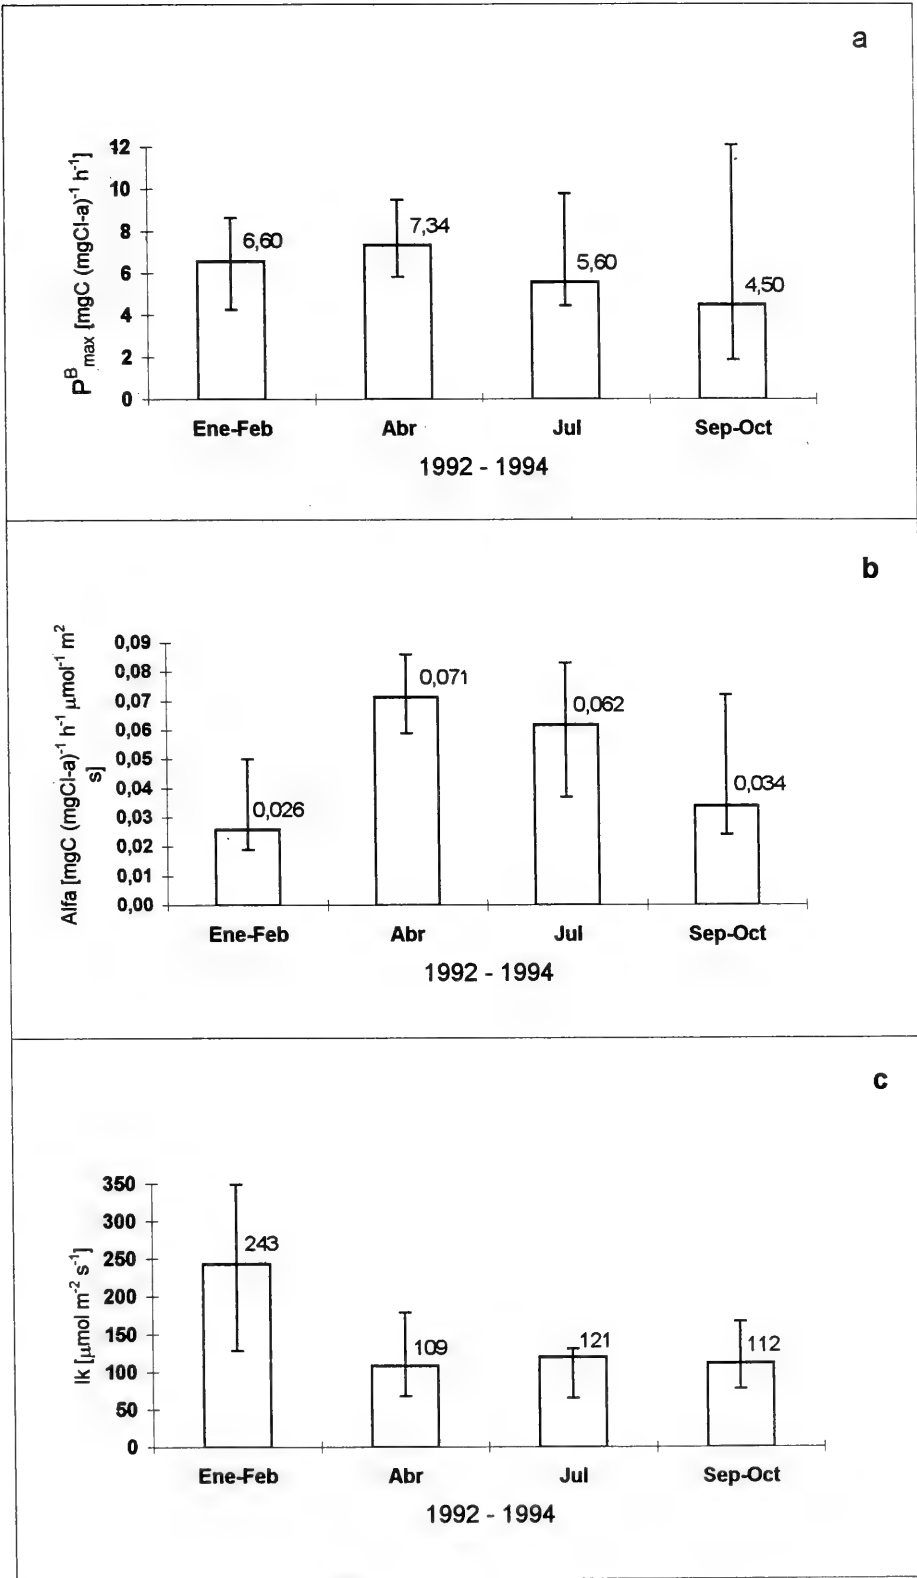 a
P^B_max [mgC (mgCl-a)^-1 h^-1]
12
10
8
6
4
2
0
6,60
7,34
5,60
4,50
Ene-Feb Abr Jul Sep-Oct
1992 - 1994
b
Alfa [mgC (mgCl-a)^-1 h^-1 µmol^-1 m^2
s]
0,09
0,08
0,07
0,06
0,05
0,04
0,03
0,02
0,01
0,00
0,026
0,071
0,062
0,034
Ene-Feb Abr Jul Sep-Oct
1992 - 1994
c
Ik [µmol m^-2 s^-1]
350
300
250
200
150
100
50
0
243
109
121
112
Ene-Feb Abr Jul Sep-Oct
1992 - 1994